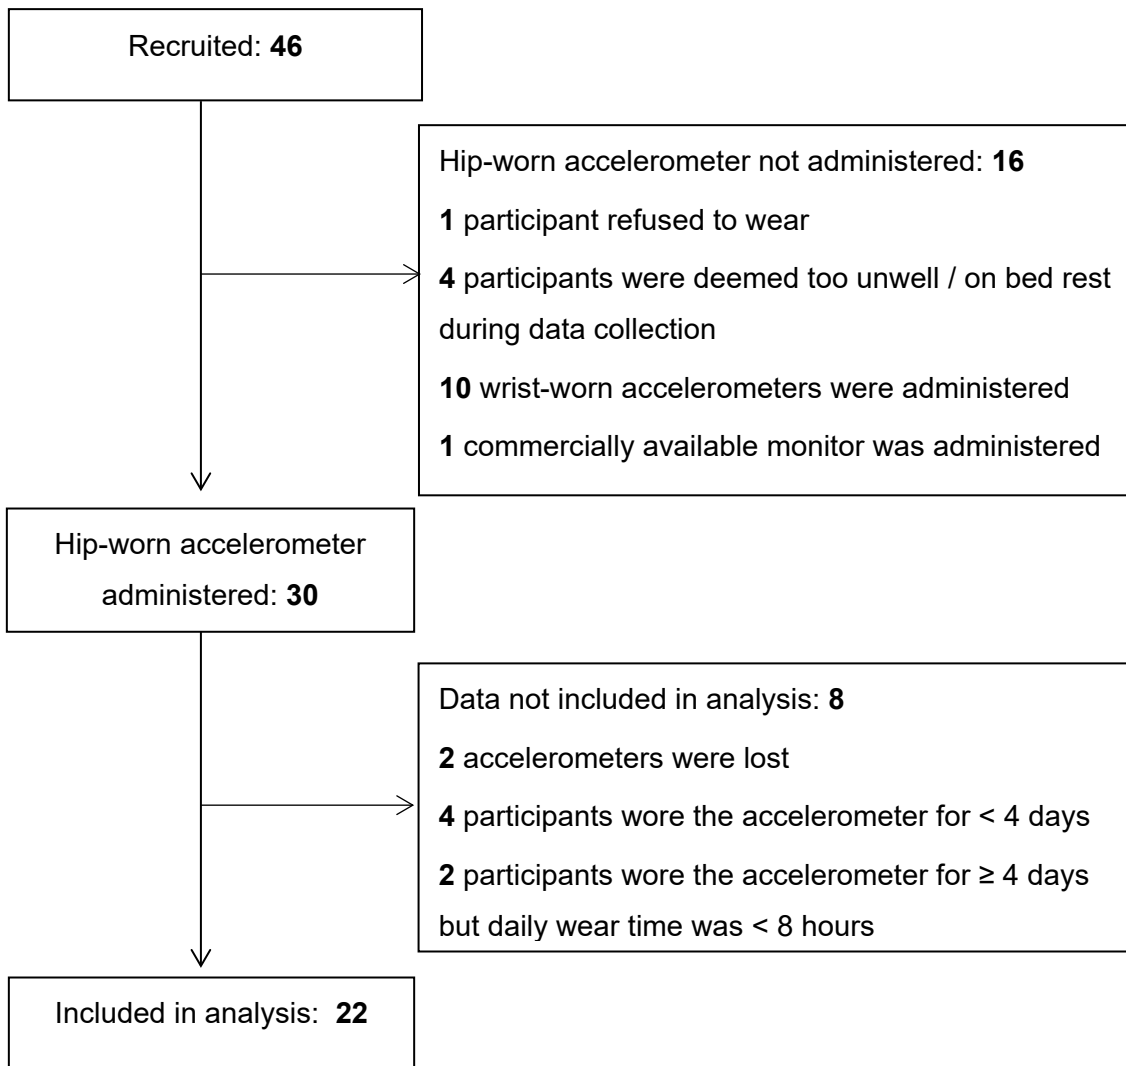 Recruited: 46
Hip-worn accelerometer not administered: 16
1 participant refused to wear
4 participants were deemed too unwell / on bed rest
during data collection
10 wrist-worn accelerometers were administered
1 commercially available monitor was administered
Hip-worn accelerometer
administered: 30
Data not included in analysis: 8
2 accelerometers were lost
4 participants wore the accelerometer for < 4 days
2 participants wore the accelerometer for ≥ 4 days
but daily wear time was < 8 hours
Included in analysis: 22